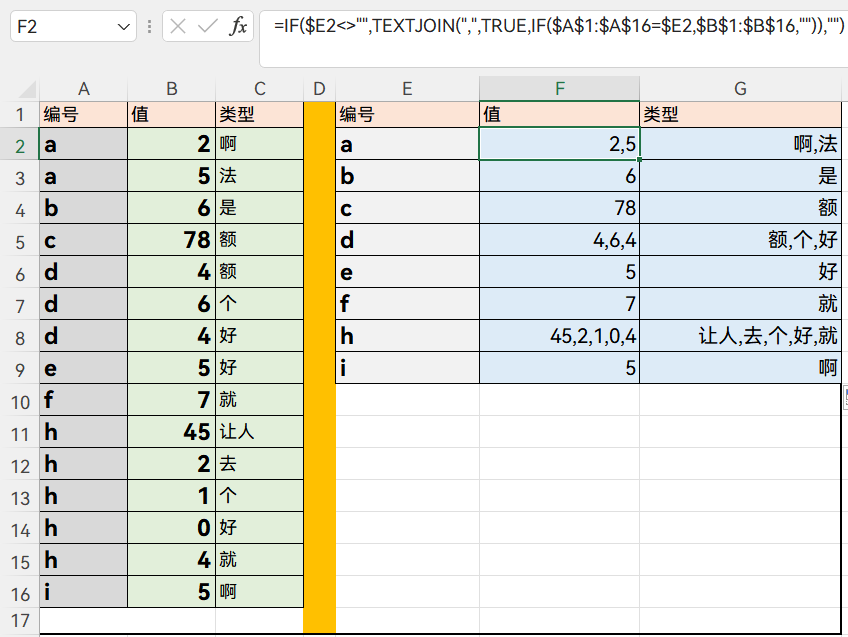 F2 fx =IF($E2<>"",TEXTJOIN(",",TRUE,IF($A$1:$A$16=$E2,$B$1:$B$16,"")),"")
A B C D E F G
1 编号 值 类型 编号 值 类型
2 a 2 啊 a 2,5 啊,法
3 a 5 法 b 6 是
4 b 6 是 c 78 额
5 c 78 额 d 4,6,4 额,个,好
6 d 4 额 e 5 好
7 d 6 个 f 7 就
8 d 4 好 h 45,2,1,0,4 让人,去,个,好,就
9 e 5 好 i 5 啊
10 f 7 就
11 h 45 让人
12 h 2 去
13 h 1 个
14 h 0 好
15 h 4 就
16 i 5 啊
17